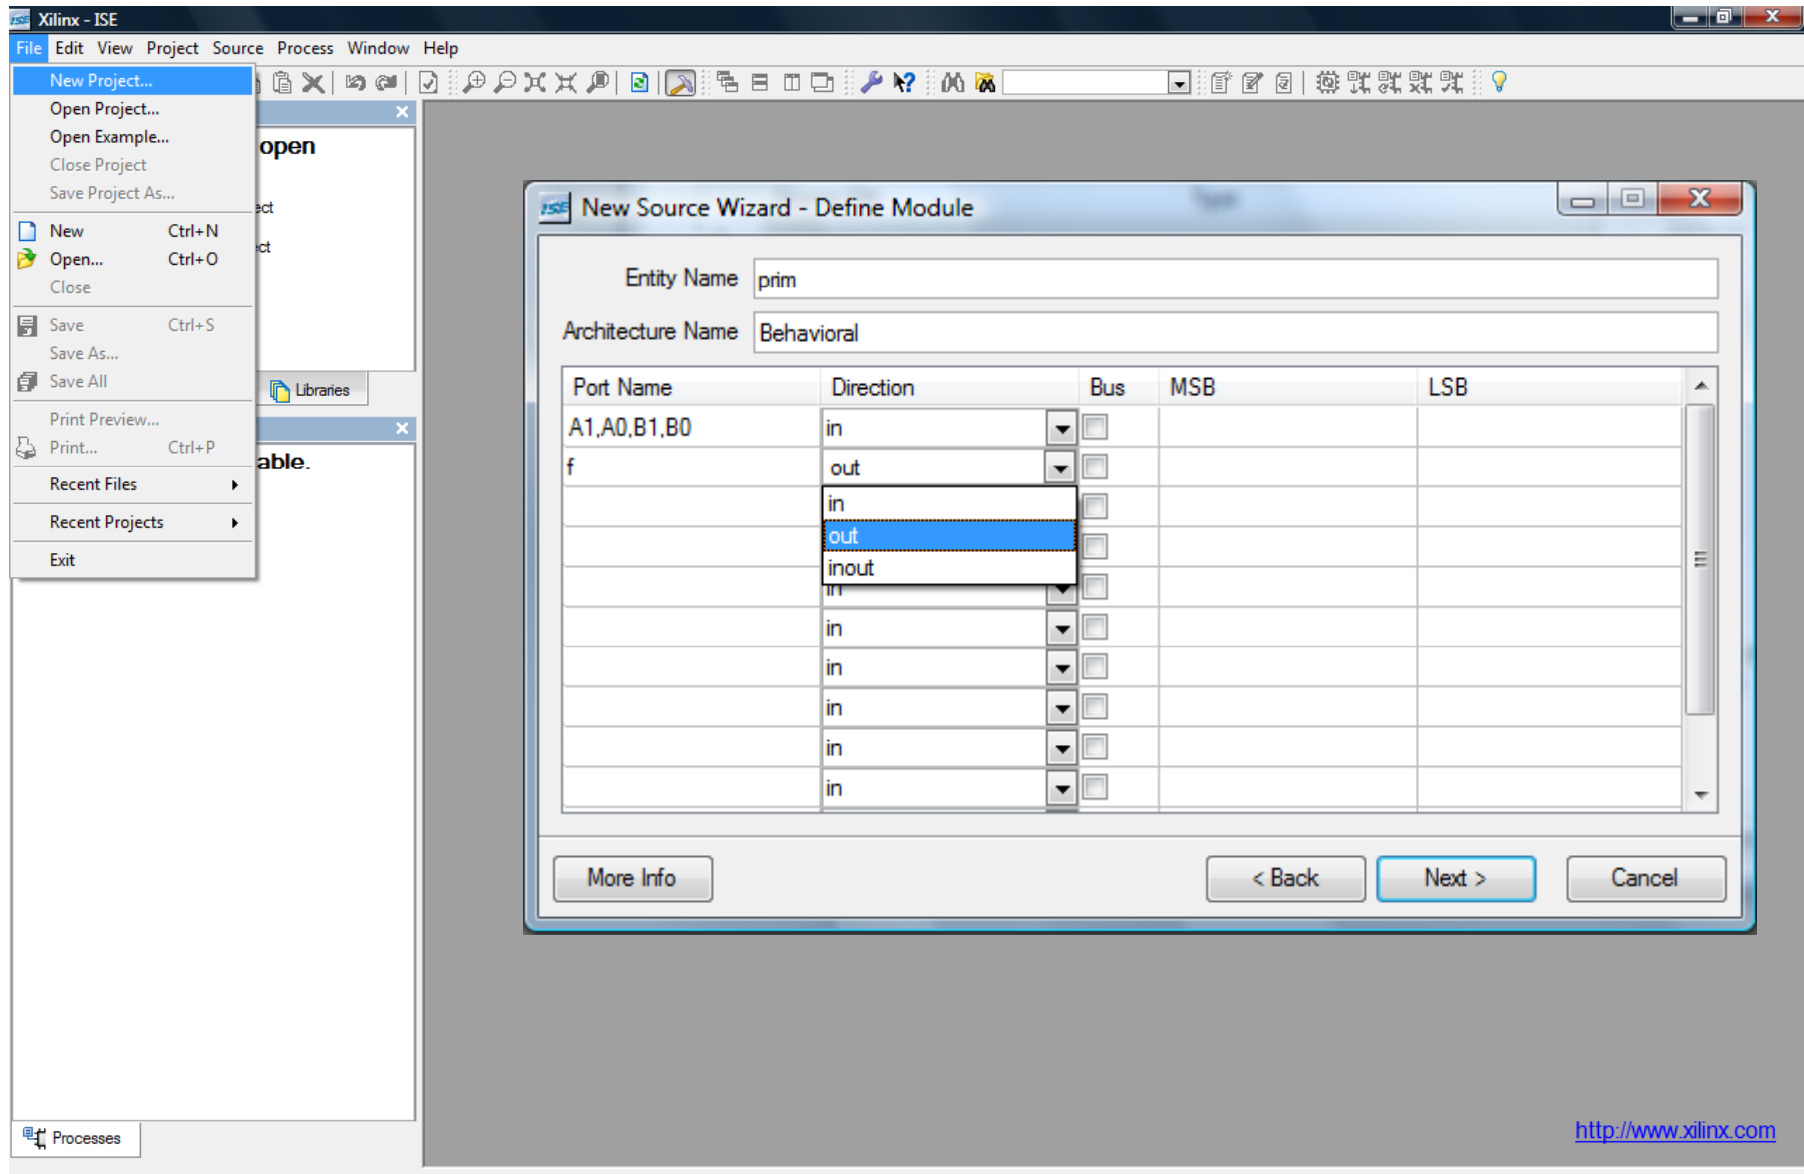 ISE Xilinx - ISE
File Edit View Project Source Process Window Help
New Project...
Open Project...
Open Example...
Close Project
Save Project As...
New Ctrl+N
Open... Ctrl+O
Close
Save Ctrl+S
Save As...
Save All
Print Preview...
Print... Ctrl+P
Recent Files
Recent Projects
Exit
open
ect
ect
Libraries
able.
Processes
ISE New Source Wizard - Define Module
Entity Name prim
Architecture Name Behavioral
Port Name Direction Bus MSB LSB
A1,A0,B1,B0 in
f out
in
out
inout
in
in
in
in
in
in
More Info < Back Next > Cancel
http://www.xilinx.com